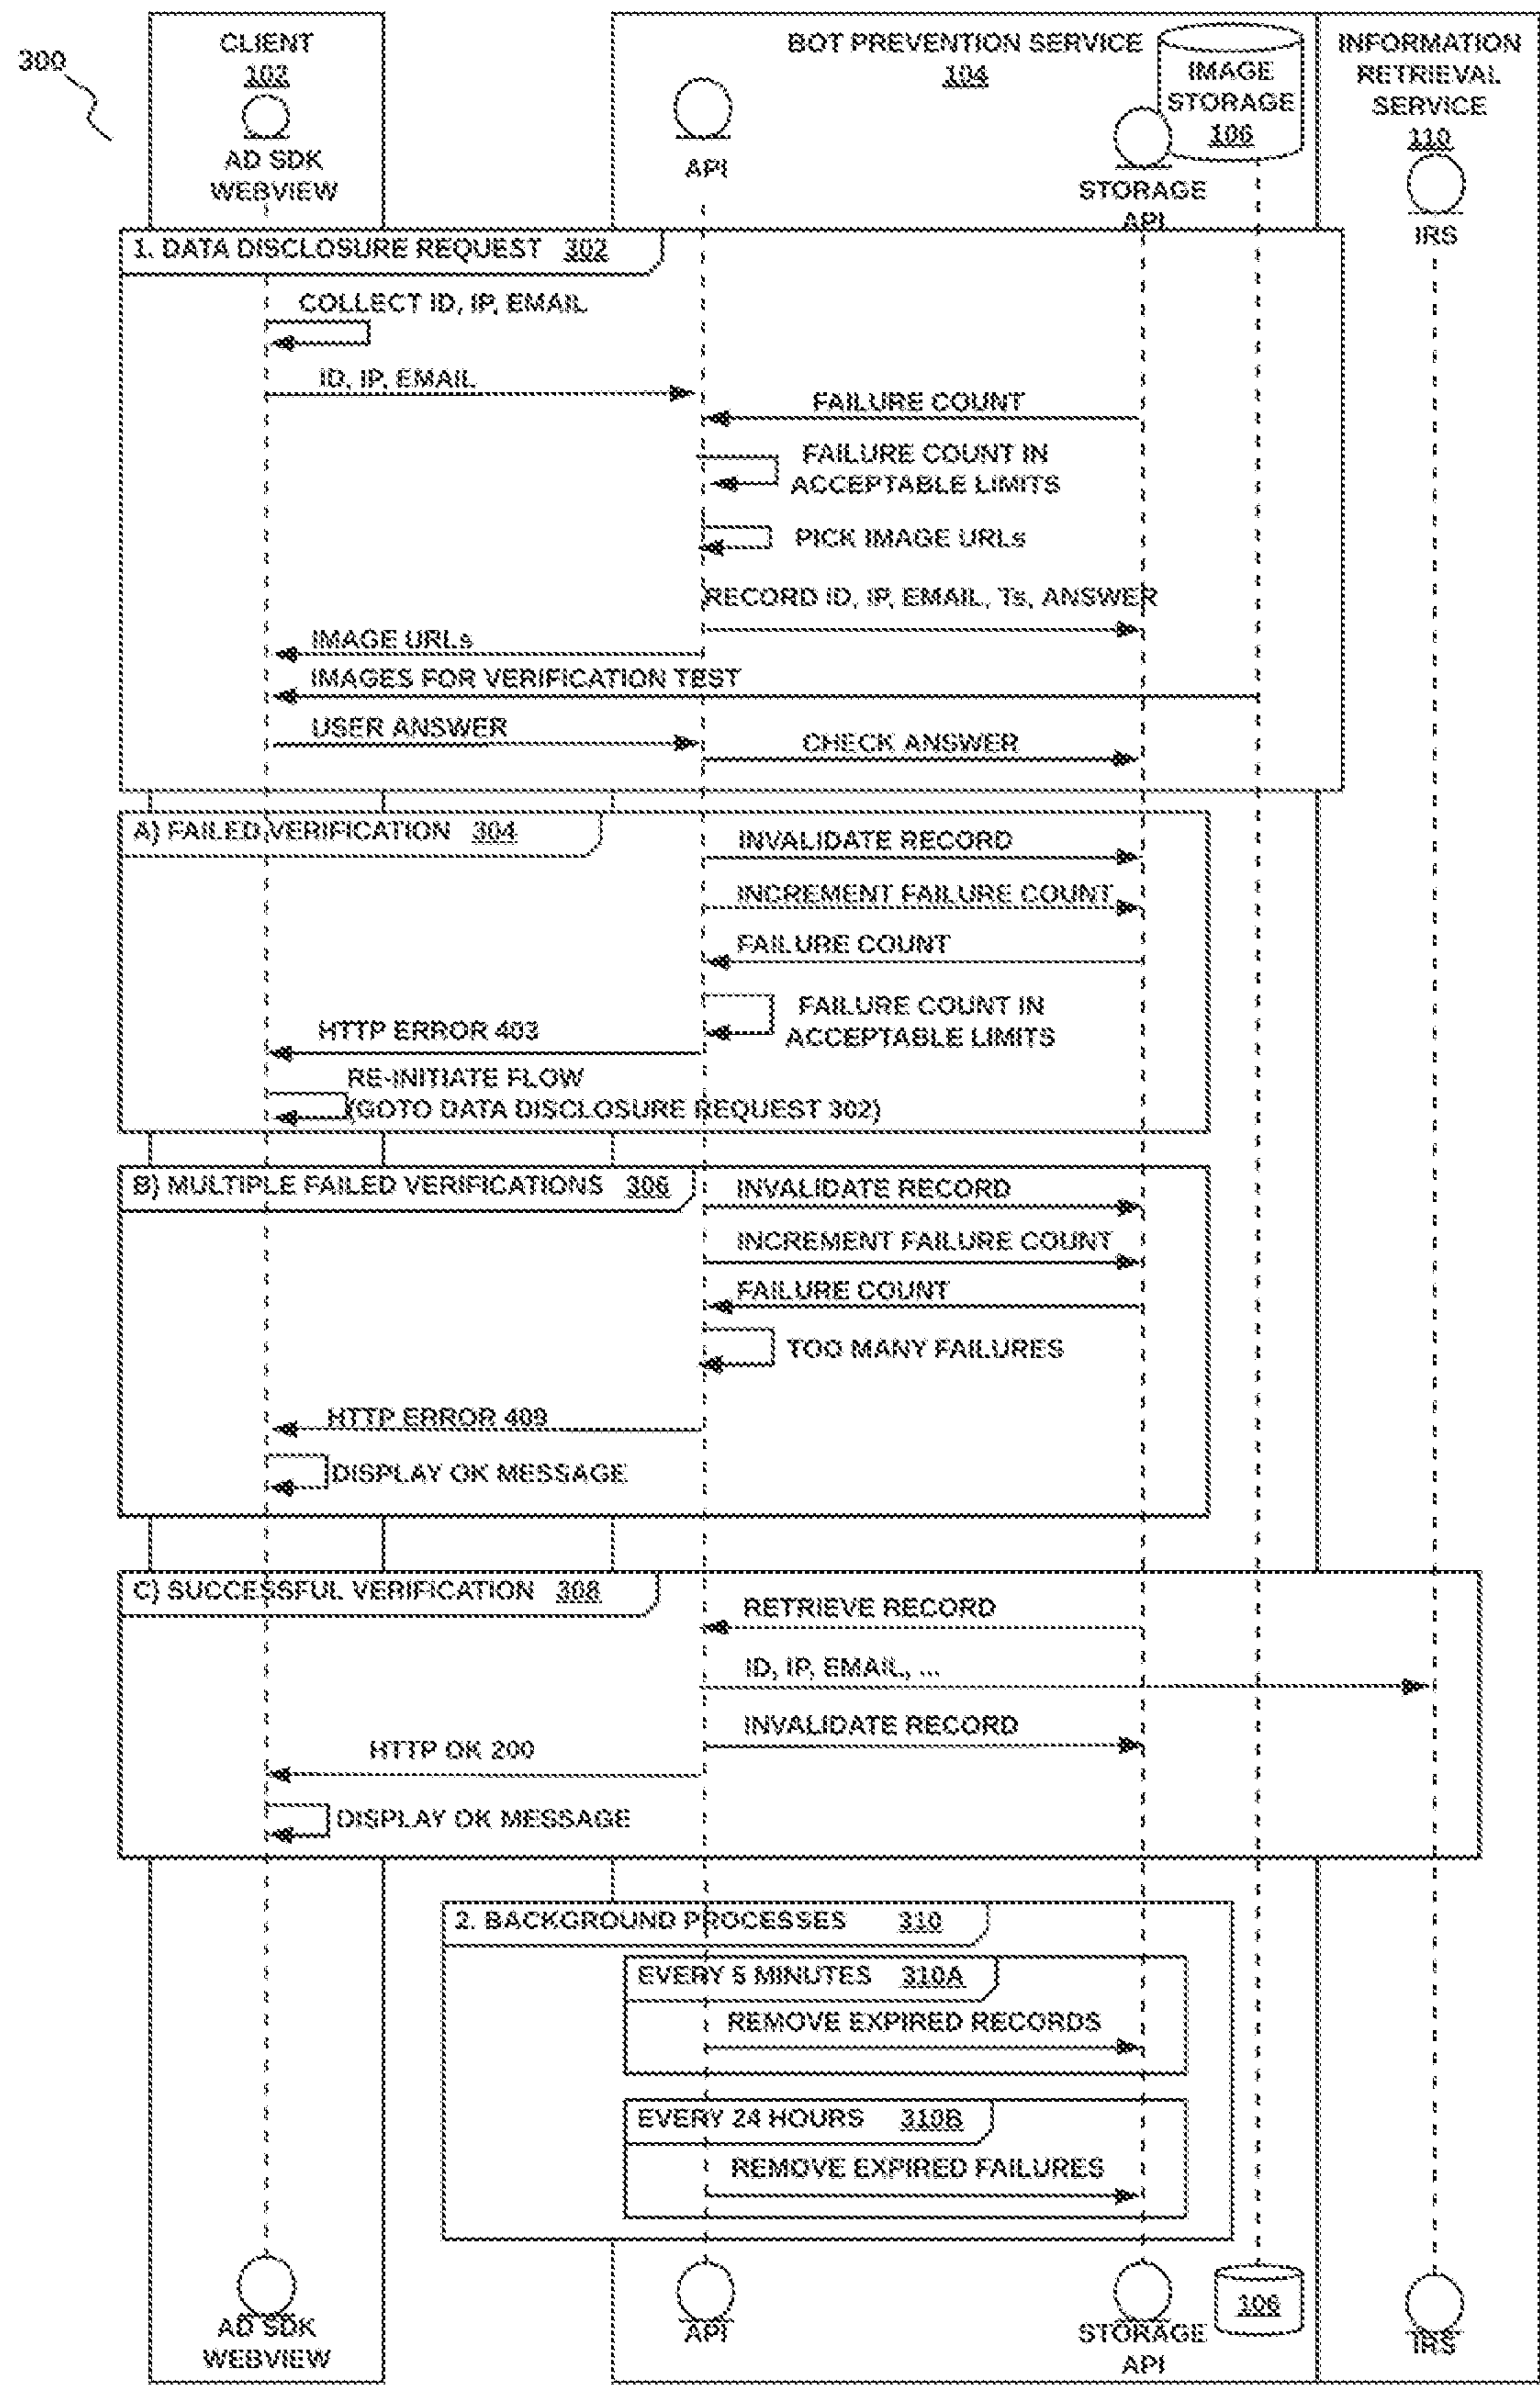 300
CLIENT
102
AD SDK
WEBVIEW
BOT PREVENTION SERVICE
104
API
IMAGE
STORAGE
106
STORAGE
API
INFORMATION
RETRIEVAL
SERVICE
110
IRS
1. DATA DISCLOSURE REQUEST 302
COLLECT ID, IP, EMAIL
ID, IP, EMAIL
FAILURE COUNT
FAILURE COUNT IN
ACCEPTABLE LIMITS
PICK IMAGE URLs
RECORD ID, IP, EMAIL, Ts, ANSWER
IMAGE URLs
IMAGES FOR VERIFICATION TEST
USER ANSWER
CHECK ANSWER
A) FAILED VERIFICATION 304
INVALIDATE RECORD
INCREMENT FAILURE COUNT
FAILURE COUNT
FAILURE COUNT IN
ACCEPTABLE LIMITS
HTTP ERROR 403
RE-INITIATE FLOW
(GOTO DATA DISCLOSURE REQUEST 302)
B) MULTIPLE FAILED VERIFICATIONS 306
INVALIDATE RECORD
INCREMENT FAILURE COUNT
FAILURE COUNT
TOO MANY FAILURES
HTTP ERROR 409
DISPLAY OK MESSAGE
C) SUCCESSFUL VERIFICATION 308
RETRIEVE RECORD
ID, IP, EMAIL, ...
INVALIDATE RECORD
HTTP OK 200
DISPLAY OK MESSAGE
2. BACKGROUND PROCESSES 310
EVERY 5 MINUTES 310A
REMOVE EXPIRED RECORDS
EVERY 24 HOURS 310B
REMOVE EXPIRED FAILURES
AD SDK
WEBVIEW
API
STORAGE
API
106
IRS